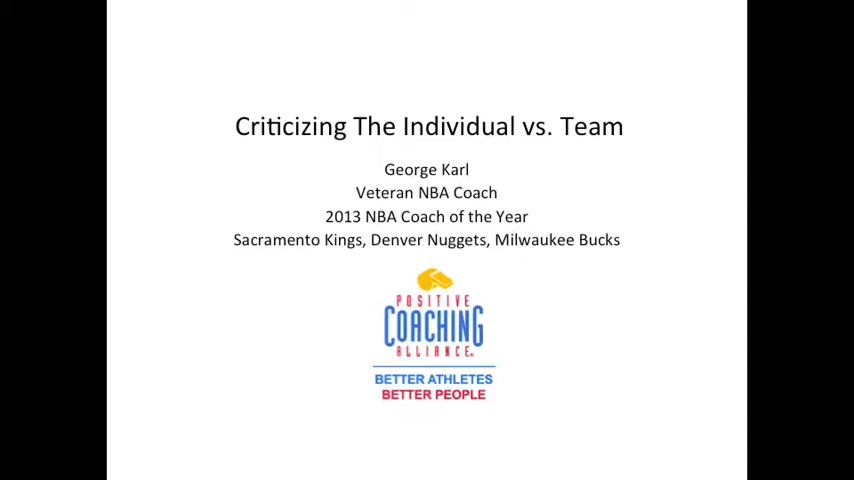 Criticizing The Individual vs. Team
George Karl
Veteran NBA Coach
2013 NBA Coach of the Year
Sacramento Kings, Denver Nuggets, Milwaukee Bucks
POSITIVE
COACHING
ALLIANCE
BETTER ATHLETES
BETTER PEOPLE